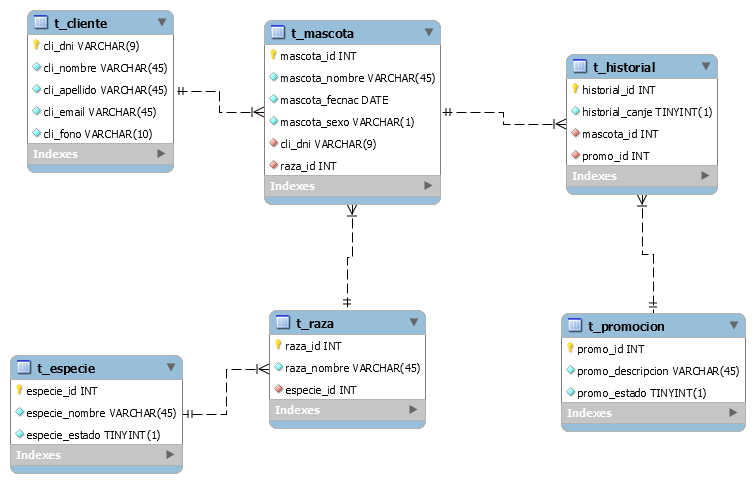 t_cliente
cli_dni VARCHAR(9)
cli_nombre VARCHAR(45)
cli_apellido VARCHAR(45)
cli_email VARCHAR(45)
cli_fono VARCHAR(10)
Indexes
t_mascota
mascota_id INT
mascota_nombre VARCHAR(45)
mascota_fecnac DATE
mascota_sexo VARCHAR(1)
cli_dni VARCHAR(9)
raza_id INT
Indexes
t_historial
historial_id INT
historial_canje TINYINT(1)
mascota_id INT
promo_id INT
Indexes
t_especie
especie_id INT
especie_nombre VARCHAR(45)
especie_estado TINYINT(1)
Indexes
t_raza
raza_id INT
raza_nombre VARCHAR(45)
especie_id INT
Indexes
t_promocion
promo_id INT
promo_descripcion VARCHAR(45)
promo_estado TINYINT(1)
Indexes